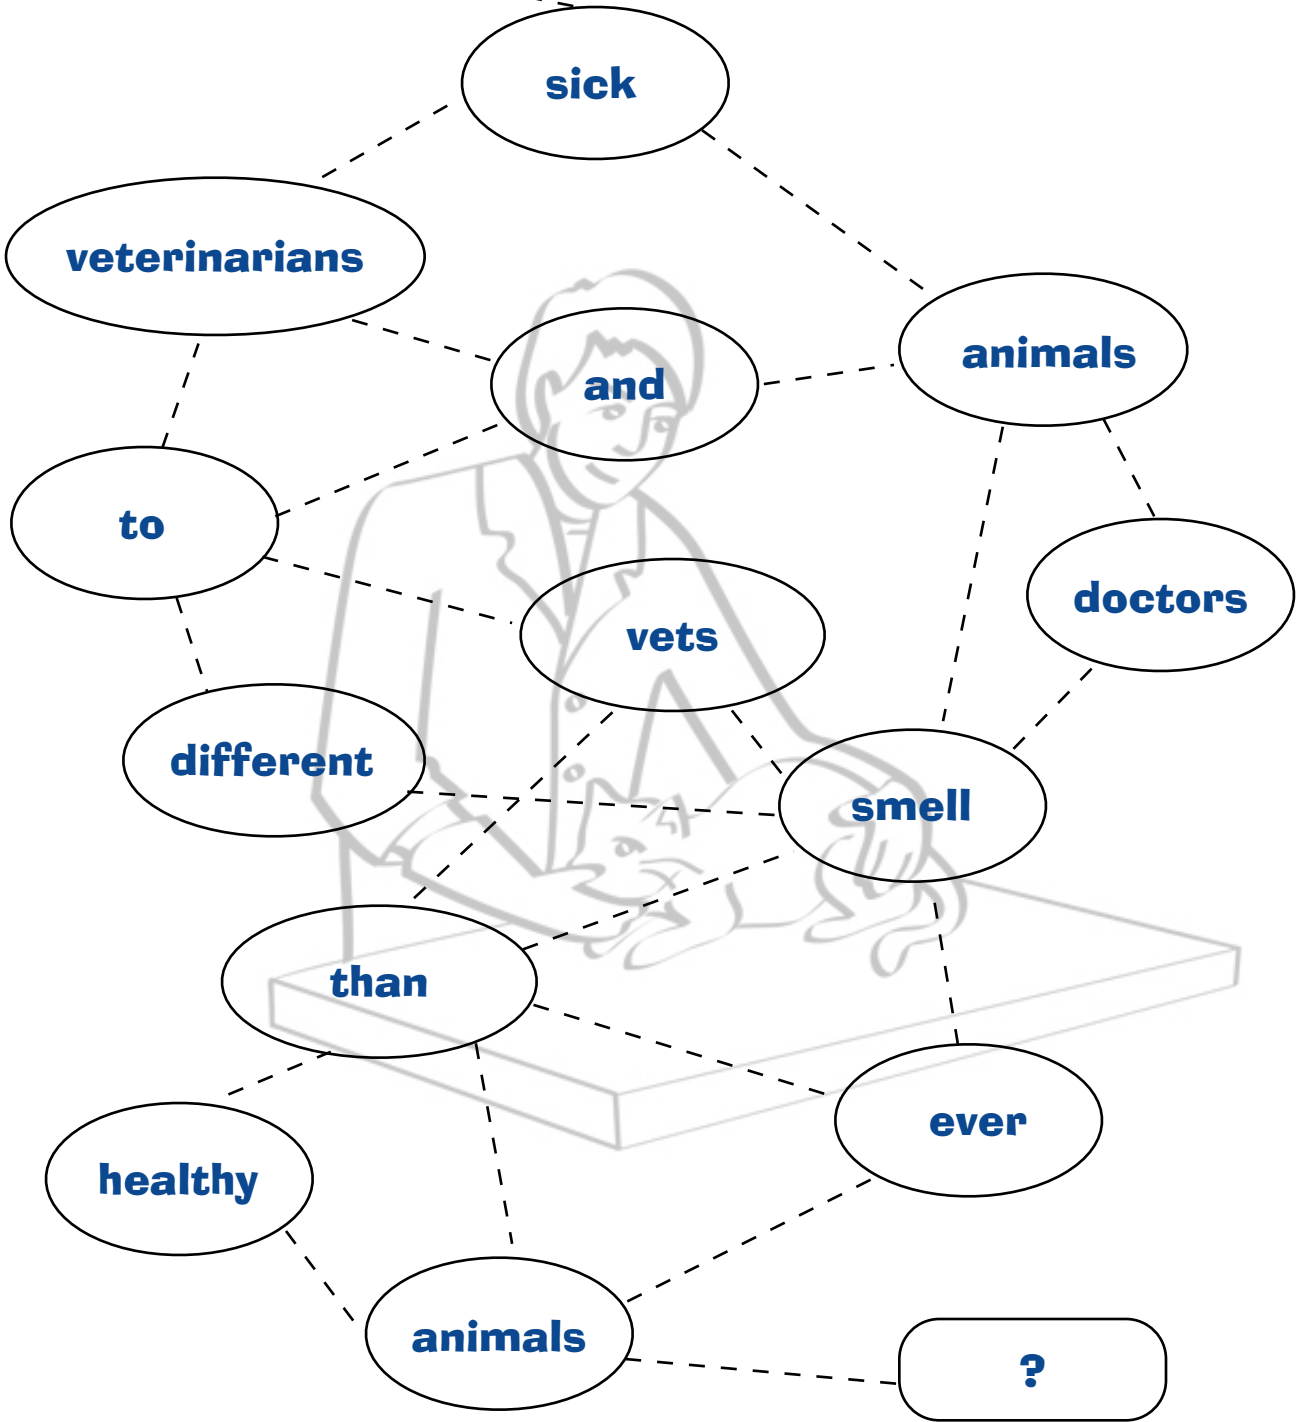 sick
veterinarians
animals
and
to
doctors
vets
different
smell
than
ever
healthy
animals
?